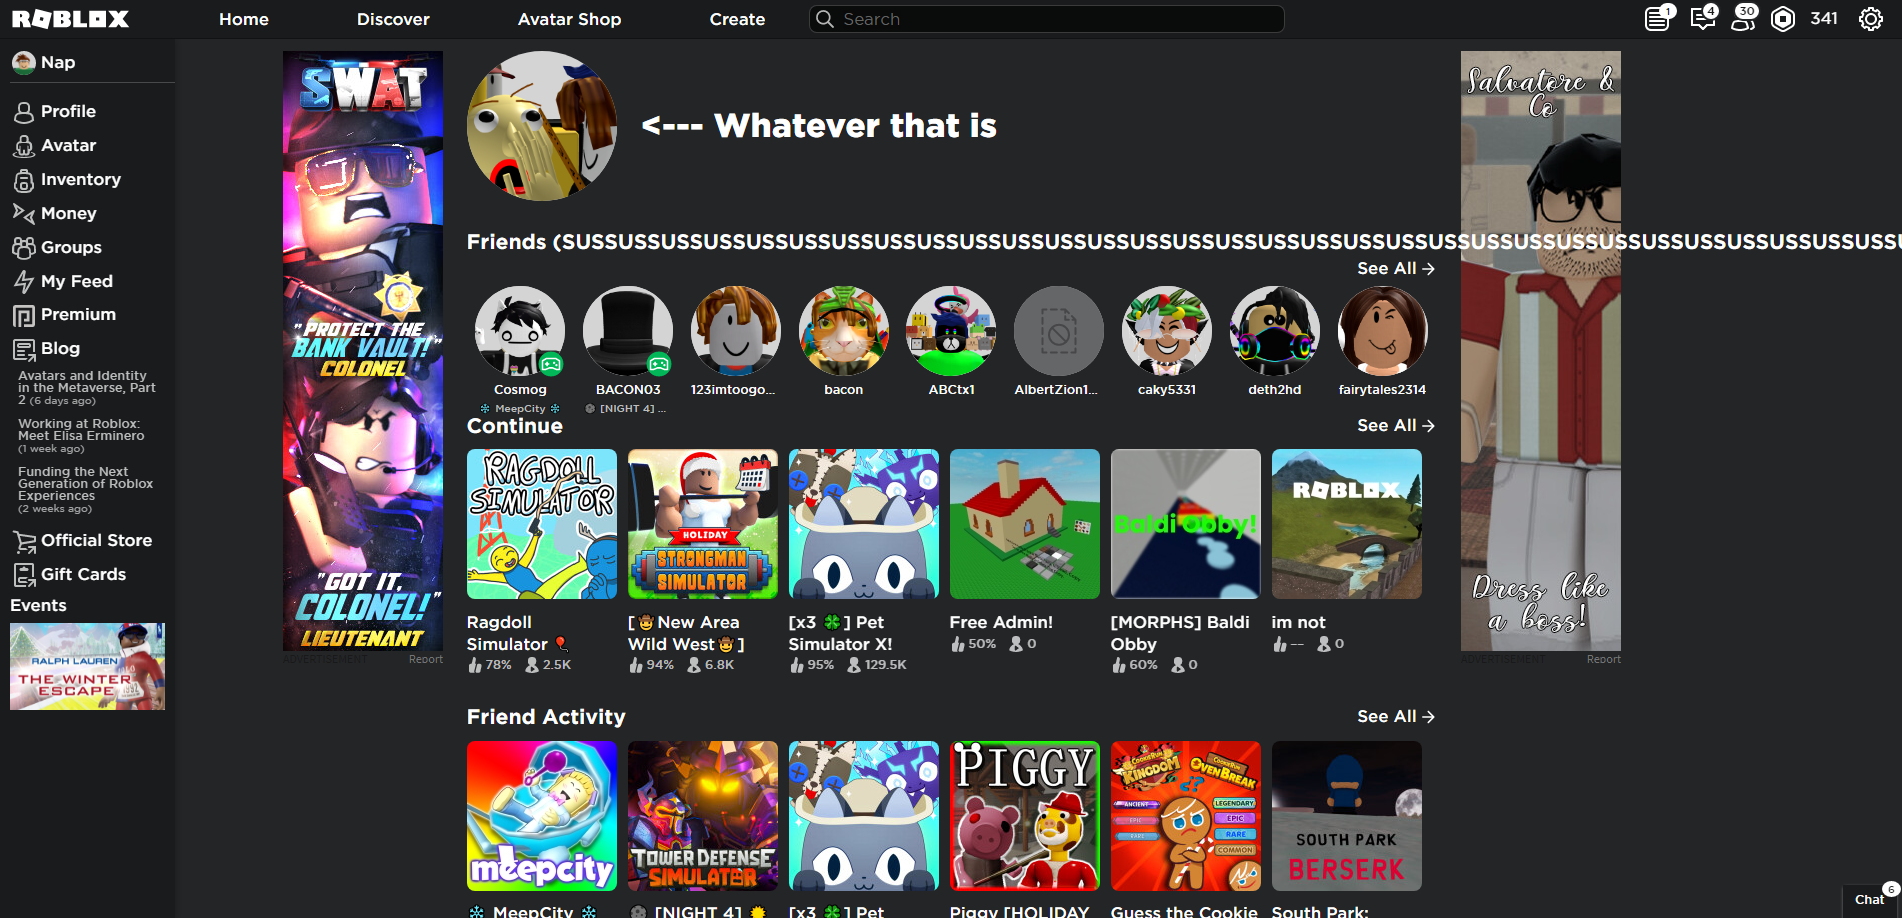 ROBLOX
Home
Discover
Avatar Shop
Create
Search
1
4
30
341
Nap
Profile
Avatar
Inventory
Money
Groups
My Feed
Premium
Blog
Avatars and Identity
in the Metaverse, Part
2 (6 days ago)
Working at Roblox:
Meet Elisa Erminero
(1 week ago)
Funding the Next
Generation of Roblox
Experiences
(2 weeks ago)
Official Store
Gift Cards
Events
RALPH LAUREN
THE WINTER
ESCAPE
SWAT
"PROTECT THE
BANK VAULT!"
COLONEL
"GOT IT,
COLONEL!"
LIEUTENANT
ADVERTISEMENT
Report
<--- Whatever that is
Friends (SUSSUSSUSSUSSUSSUSSUSSUSSUSSUSSUSSUSSUSSUSSUSSUSSUSSUSSUSSUSSUSSUSSUSSUSSUSSUSSUSSUSSUSSUSSUSSU
See All →
Cosmog
MeepCity
BACON03
[NIGHT 4] ...
123imtoogo...
bacon
ABCtx1
AlbertZion1...
caky5331
deth2hd
fairytales2314
Continue
See All →
RAGDOLL
SIMULATOR
HOLIDAY
STRONGMAN
SIMULATOR
Baldi Obby!
ROBLOX
Ragdoll
Simulator 🎈
78% 2.5K
[🤠New Area
Wild West🤠]
94% 6.8K
[x3 🍀] Pet
Simulator X!
95% 129.5K
Free Admin!
50% 0
[MORPHS] Baldi
Obby
60% 0
im not
-- 0
Friend Activity
See All →
meepcity
TOWER DEFENSE
SIMULATOR
PIGGY
COOKIE RUN
KINGDOM
COOKIE RUN
OVENBREAK
ANCIENT
EPIC
RARE
LEGENDARY
EPIC
RARE
COMMON
SOUTH PARK
BERSERK
❄ MeepCity ❄
[NIGHT 4]
[x3 🍀] Pet
Piggy [HOLIDAY
Guess the Cookie
South Park:
Salvatore &
Co
Dress like
a boss!
ADVERTISEMENT
Report
Chat
6